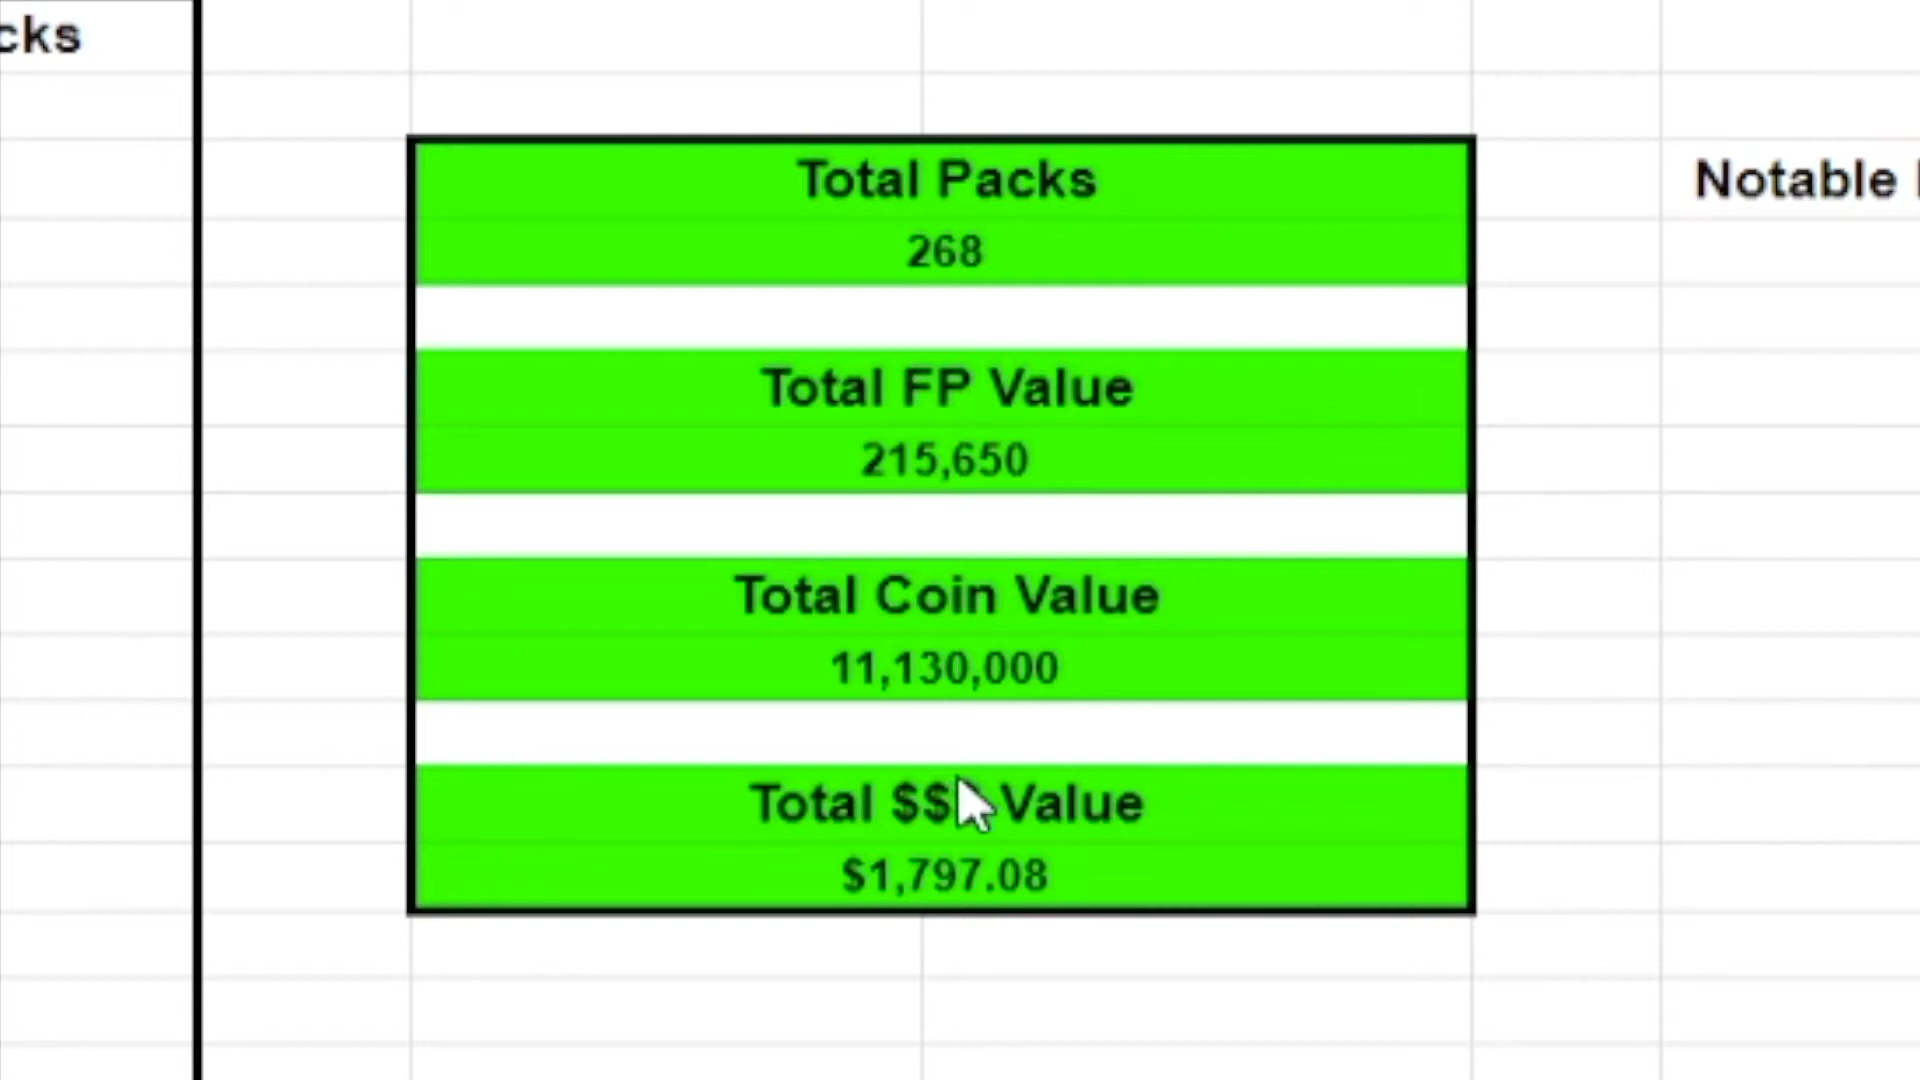 Total Packs
268
Notable
Total FP Value
215,650
Total Coin Value
11,130,000
Total $$ Value
$1,797.08